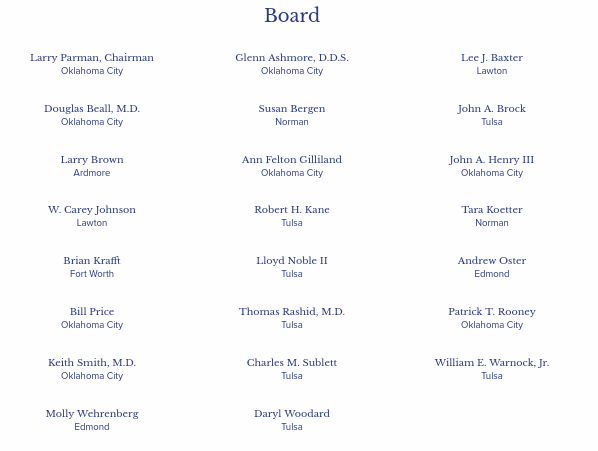 Board
Larry Parman, Chairman
Oklahoma City
Glenn Ashmore, D.D.S.
Oklahoma City
Lee J. Baxter
Lawton
Douglas Beall, M.D.
Oklahoma City
Susan Bergen
Norman
John A. Brock
Tulsa
Larry Brown
Ardmore
Ann Felton Gilliland
Oklahoma City
John A. Henry III
Oklahoma City
W. Carey Johnson
Lawton
Robert H. Kane
Tulsa
Tara Koetter
Norman
Brian Krafft
Fort Worth
Lloyd Noble II
Tulsa
Andrew Oster
Edmond
Bill Price
Oklahoma City
Thomas Rashid, M.D.
Tulsa
Patrick T. Rooney
Oklahoma City
Keith Smith, M.D.
Oklahoma City
Charles M. Sublett
Tulsa
William E. Warnock, Jr.
Tulsa
Molly Wehrenberg
Edmond
Daryl Woodard
Tulsa